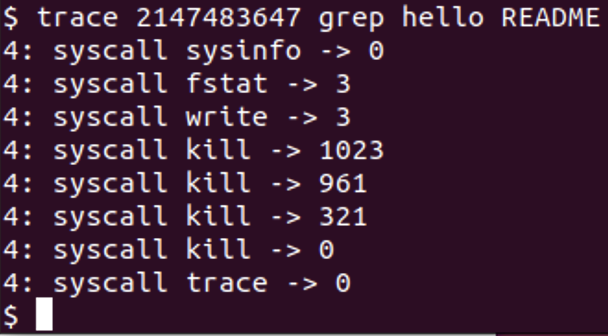 $ trace 2147483647 grep hello README
4: syscall sysinfo -> 0
4: syscall fstat -> 3
4: syscall write -> 3
4: syscall kill -> 1023
4: syscall kill -> 961
4: syscall kill -> 321
4: syscall kill -> 0
4: syscall trace -> 0
$